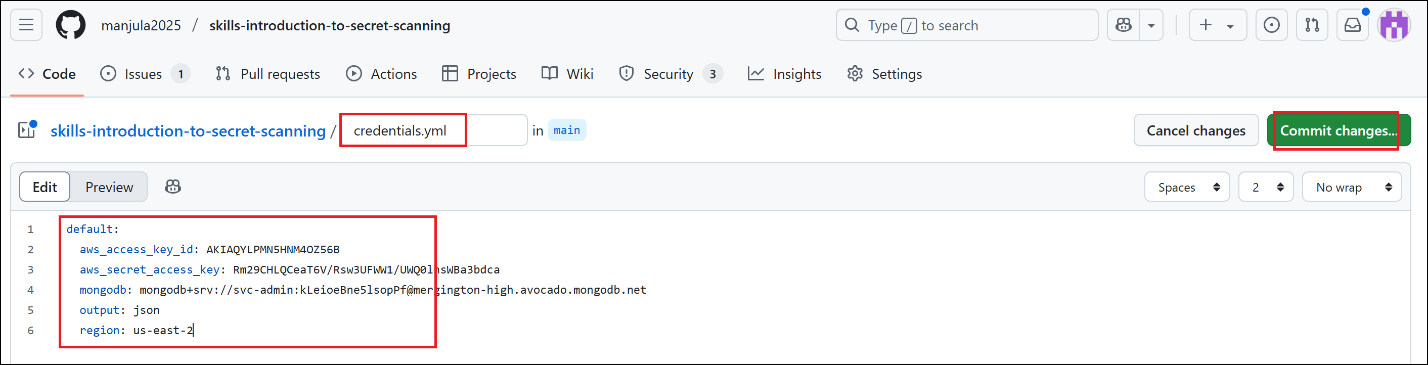 manjula2025 / skills-introduction-to-secret-scanning
Type / to search
Code Issues 1 Pull requests Actions Projects Wiki Security 3 Insights Settings
skills-introduction-to-secret-scanning / credentials.yml in main
Cancel changes Commit changes...
Edit Preview Spaces 2 No wrap
1 default:
2 aws_access_key_id: AKIAQYLPMN5HNM4OZ56B
3 aws_secret_access_key: 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
4 mongodb: mongodb+srv://svc-admin:kLeioeBne5lsopPf@mergington-high.avocado.mongodb.net
5 output: json
6 region: us-east-2